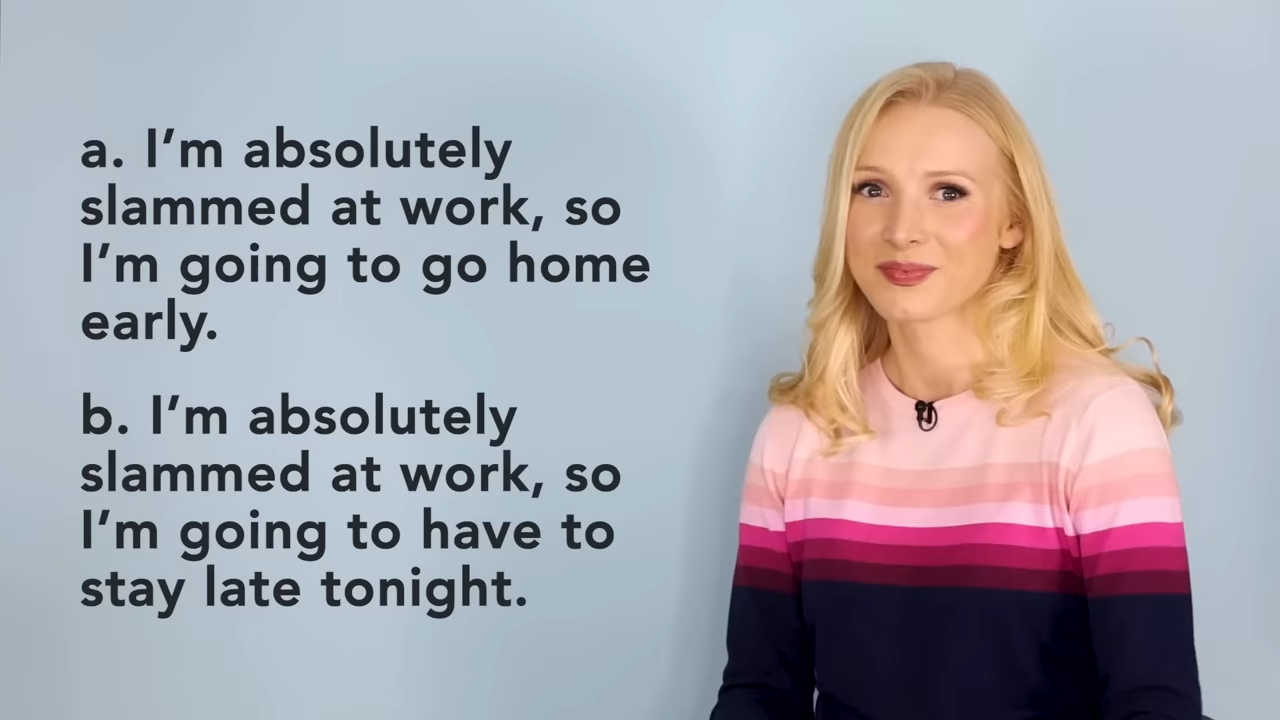 a. I’m absolutely
slammed at work, so
I’m going to go home
early.
b. I’m absolutely
slammed at work, so
I’m going to have to
stay late tonight.